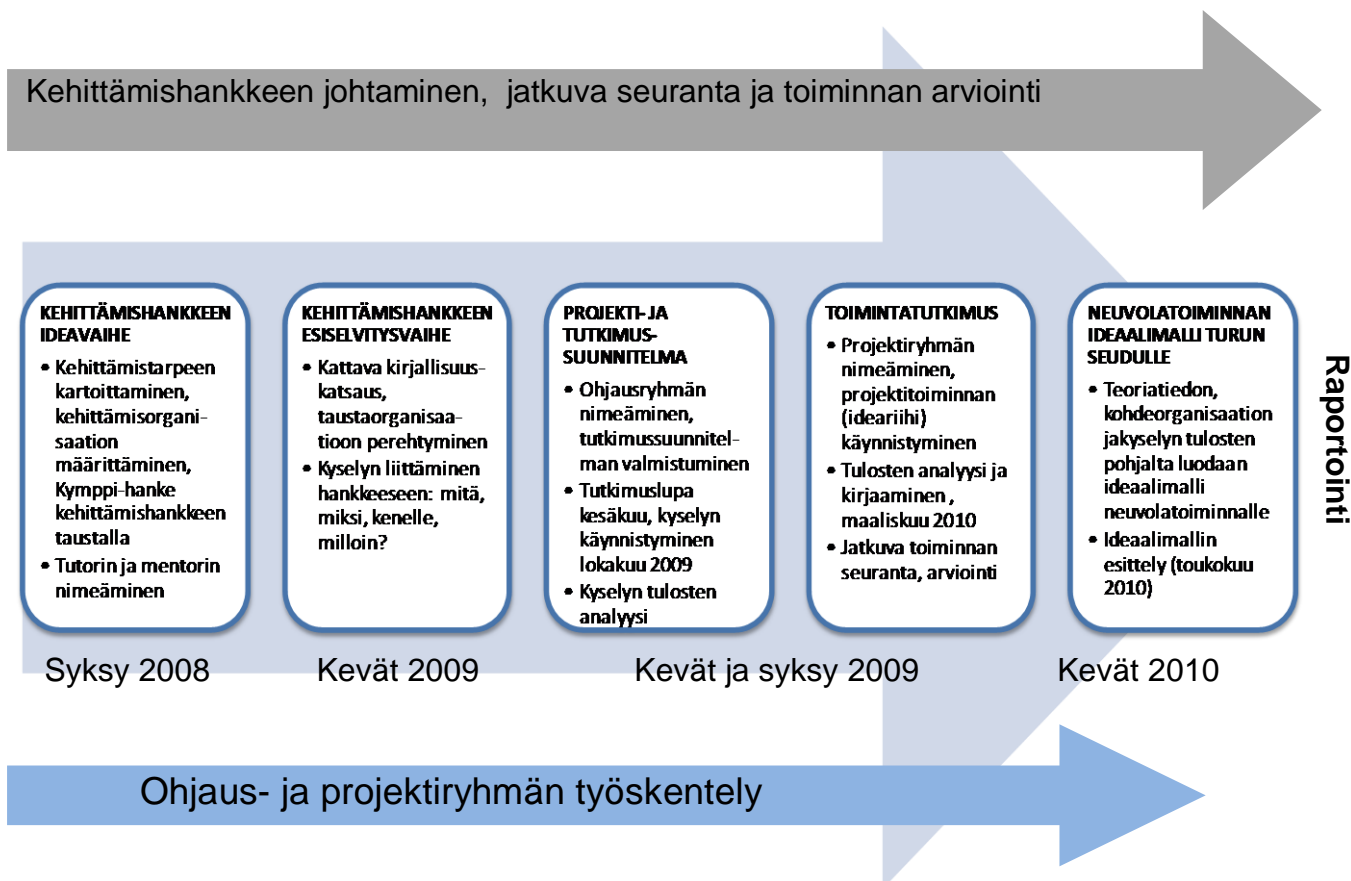 Kehittämishankkeen johtaminen, jatkuva seuranta ja toiminnan arviointi
KEHITTÄMISHANKKEEN
IDEAVAIHE
• Kehittämistarpeen
kartoittaminen,
kehittämisorgani-
saation
määrittäminen,
Kymppi-hanke
kehittämishankkeen
taustalla
• Tutorin ja mentorin
nimeäminen
KEHITTÄMISHANKKEEN
ESISELVITYSVAIHE
• Kattava kirjallisuus-
katsaus,
taustaorganisaa-
tioon perehtyminen
• Kyselyn liittäminen
hankkeeseen: mitä,
miksi, kenelle,
milloin?
PROJEKTI- JA
TUTKIMUS-
SUUNNITELMA
• Ohjausryhmän
nimeäminen,
tutkimussuunnitel-
man valmistuminen
• Tutkimuslupa
kesäkuu, kyselyn
käynnistyminen
lokakuu 2009
• Kyselyn tulosten
analyysi
TOIMINTATUTKIMUS
• Projektiryhmän
nimeäminen,
projektitoiminnan
(ideariihi)
käynnistyminen
• Tulosten analyysi ja
kirjaaminen ,
maaliskuu 2010
• Jatkuva toiminnan
seuranta, arviointi
NEUVOLATOIMINNAN
IDEAALIMALLI TURUN
SEUDULLE
• Teoriatiedon,
kohdeorganisaation
jakyselyn tulosten
pohjalta luodaan
ideaalimalli
neuvolatoiminnalle
• Ideaalimallin
esittely (toukokuu
2010)
Raportointi
Syksy 2008
Kevät 2009
Kevät ja syksy 2009
Kevät 2010
Ohjaus- ja projektiryhmän työskentely